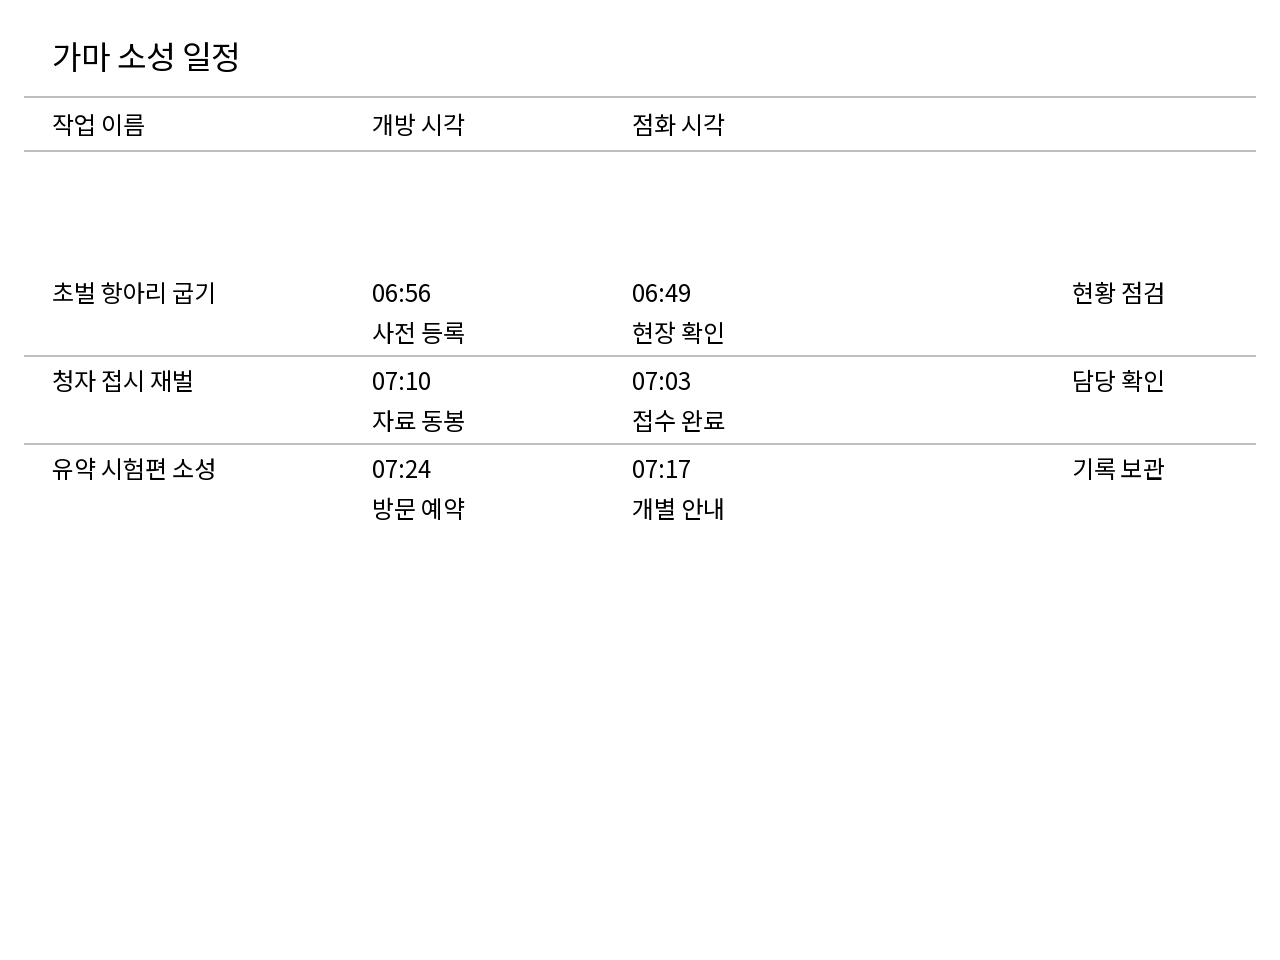 가마 소성 일정
작업 이름 개방 시각 점화 시각
초벌 항아리 굽기 06:56 06:49 현황 점검
사전 등록 현장 확인
청자 접시 재벌 07:10 07:03 담당 확인
자료 동봉 접수 완료
유약 시험편 소성 07:24 07:17 기록 보관
방문 예약 개별 안내